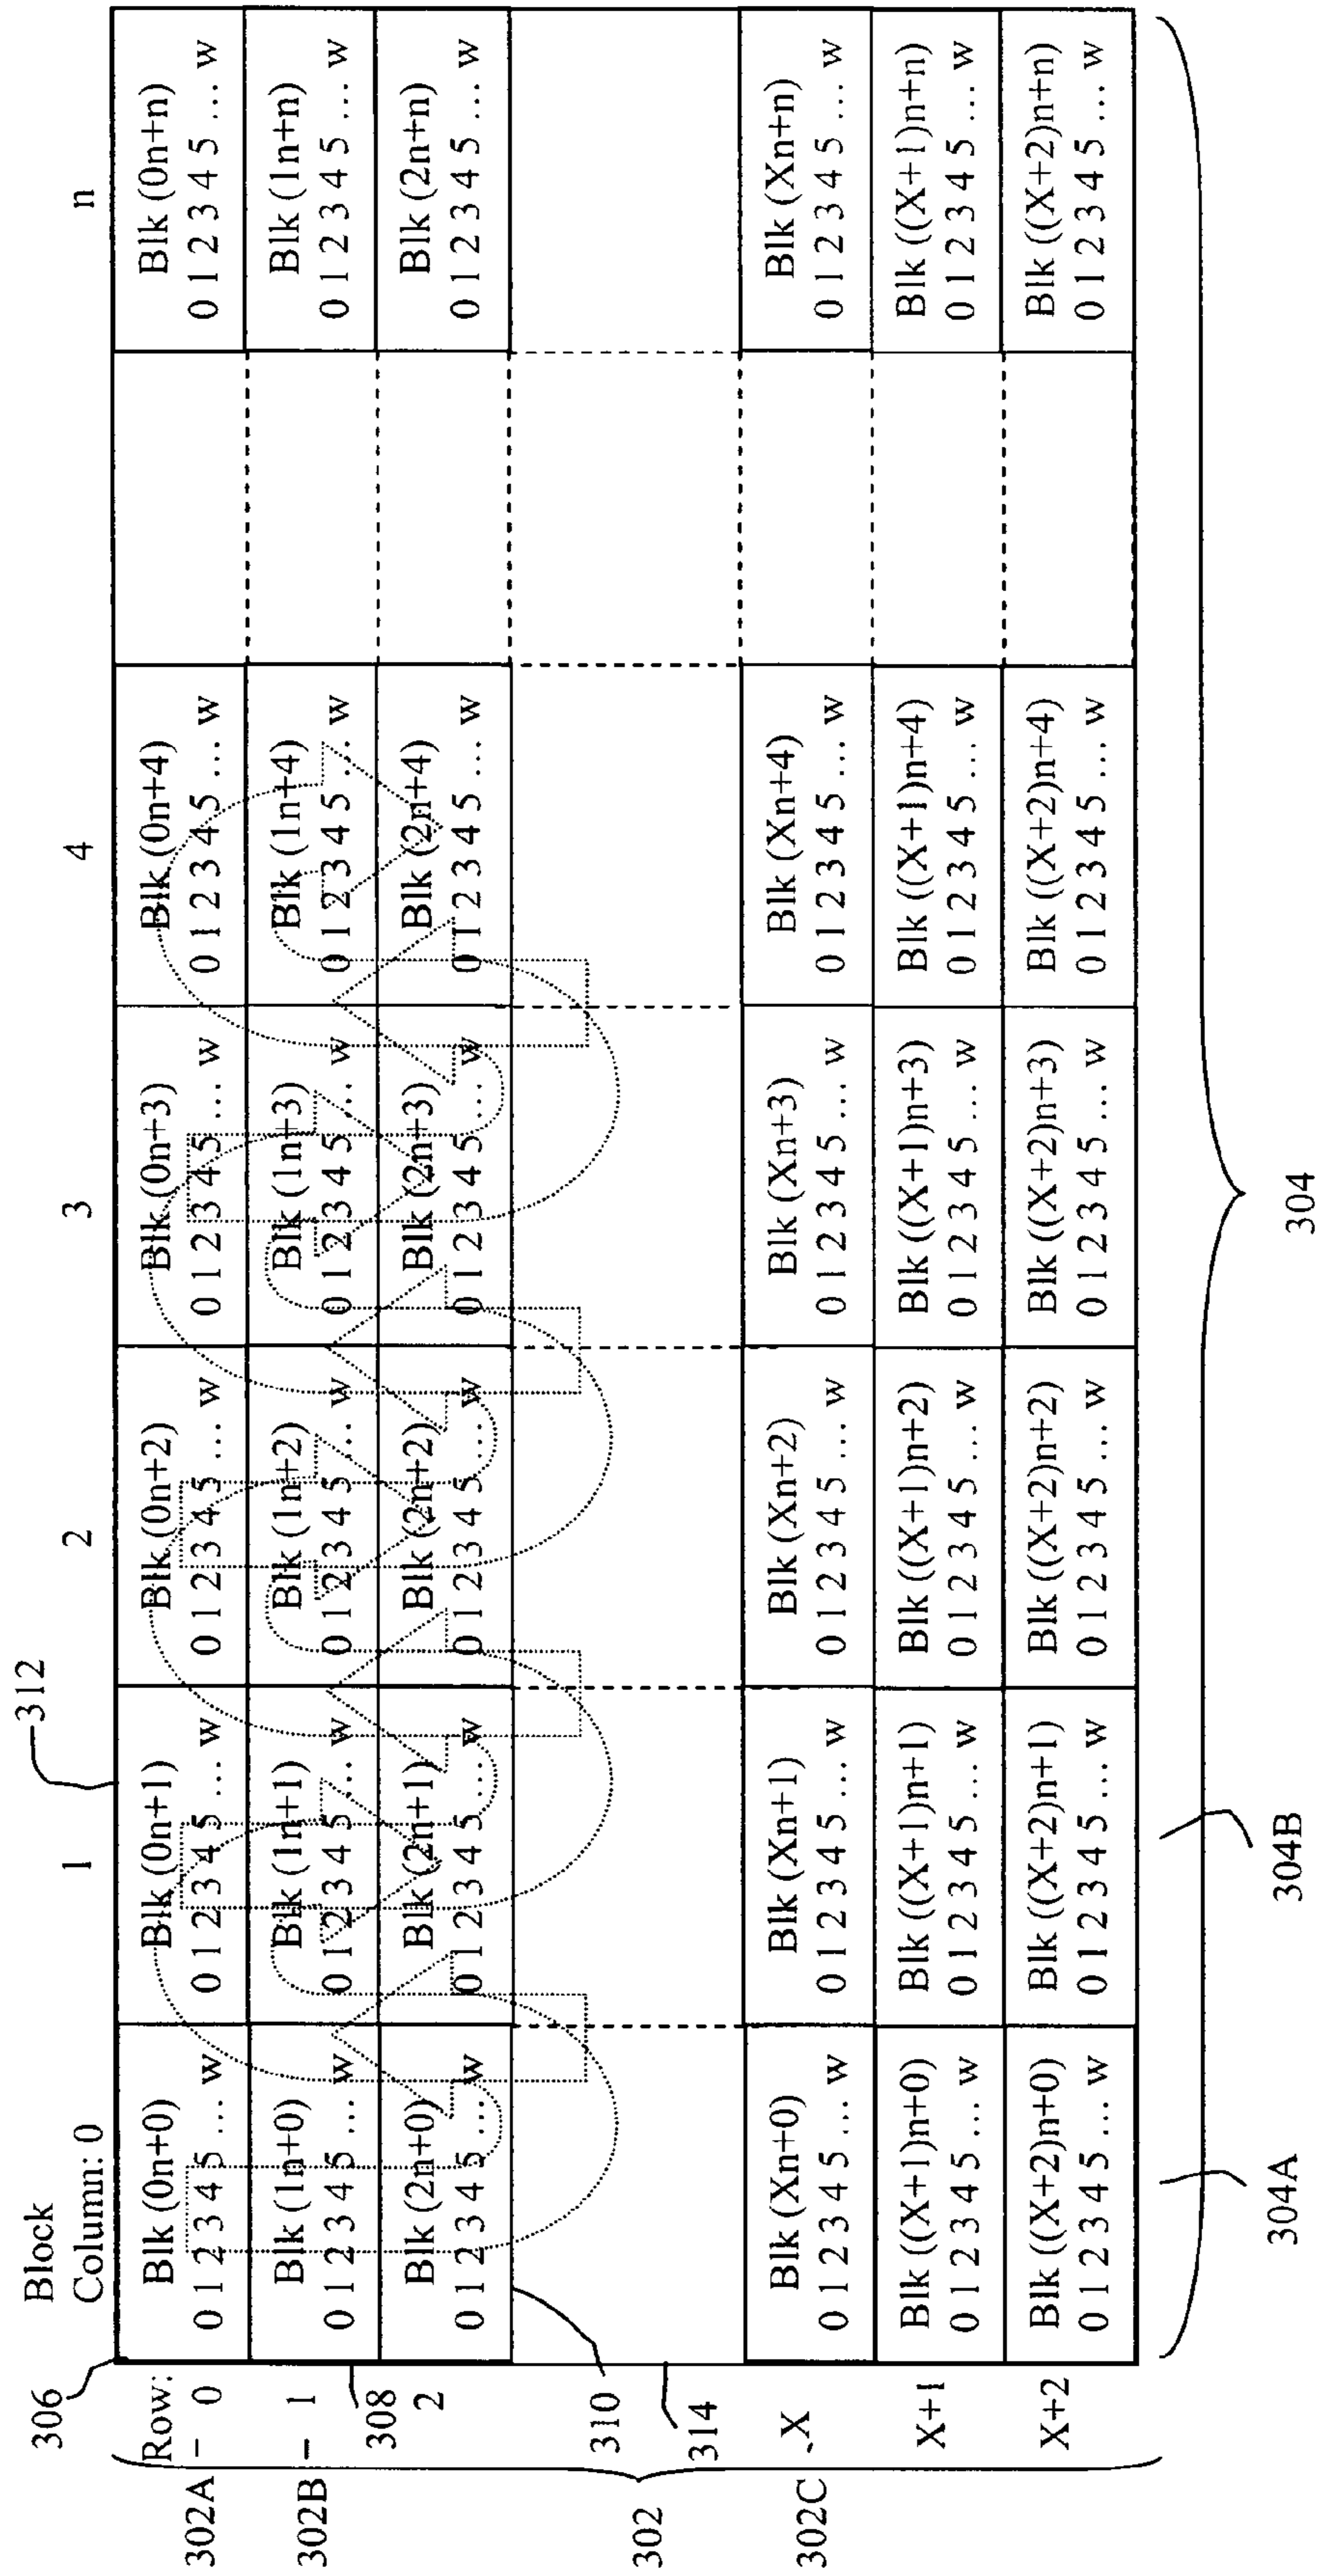 Block
Column: 0 1 2 3 4 n
312
306
Row:
302A – 0
Blk (0n+0) Blk (0n+1) Blk (0n+2) Blk (0n+3) Blk (0n+4) Blk (0n+n)
0 1 2 3 4 5 ... w 0 1 2 3 4 5 ... w 0 1 2 3 4 5 ... w 0 1 2 3 4 5 ... w 0 1 2 3 4 5 ... w 0 1 2 3 4 5 ... w
302B – 1
Blk (1n+0) Blk (1n+1) Blk (1n+2) Blk (1n+3) Blk (1n+4) Blk (1n+n)
0 1 2 3 4 5 ... w 0 1 2 3 4 5 ... w 0 1 2 3 4 5 ... w 0 1 2 3 4 5 ... w 0 1 2 3 4 5 ... w 0 1 2 3 4 5 ... w
308
2
Blk (2n+0) Blk (2n+1) Blk (2n+2) Blk (2n+3) Blk (2n+4) Blk (2n+n)
0 1 2 3 4 5 ... w 0 1 2 3 4 5 ... w 0 1 2 3 4 5 ... w 0 1 2 3 4 5 ... w 0 1 2 3 4 5 ... w 0 1 2 3 4 5 ... w
310
302
314
302C X
Blk (Xn+0) Blk (Xn+1) Blk (Xn+2) Blk (Xn+3) Blk (Xn+4) Blk (Xn+n)
0 1 2 3 4 5 ... w 0 1 2 3 4 5 ... w 0 1 2 3 4 5 ... w 0 1 2 3 4 5 ... w 0 1 2 3 4 5 ... w 0 1 2 3 4 5 ... w
X+1
Blk ((X+1)n+0) Blk ((X+1)n+1) Blk ((X+1)n+2) Blk ((X+1)n+3) Blk ((X+1)n+4) Blk ((X+1)n+n)
0 1 2 3 4 5 ... w 0 1 2 3 4 5 ... w 0 1 2 3 4 5 ... w 0 1 2 3 4 5 ... w 0 1 2 3 4 5 ... w 0 1 2 3 4 5 ... w
X+2
Blk ((X+2)n+0) Blk ((X+2)n+1) Blk ((X+2)n+2) Blk ((X+2)n+3) Blk ((X+2)n+4) Blk ((X+2)n+n)
0 1 2 3 4 5 ... w 0 1 2 3 4 5 ... w 0 1 2 3 4 5 ... w 0 1 2 3 4 5 ... w 0 1 2 3 4 5 ... w 0 1 2 3 4 5 ... w
304A 304B 304